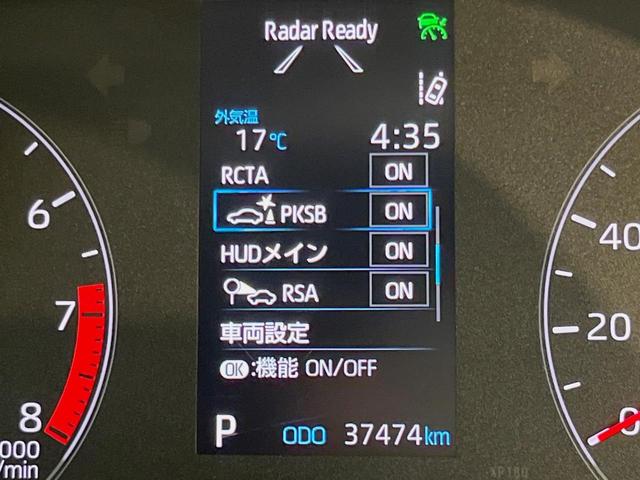 Radar Ready
外気温
17℃ 4:35
RCTA ON
PKSB ON
HUDメイン ON
RSA ON
車両設定
OK:機能 ON/OFF
P ODO 37474km
6
7
8
000
/min
40
20
0